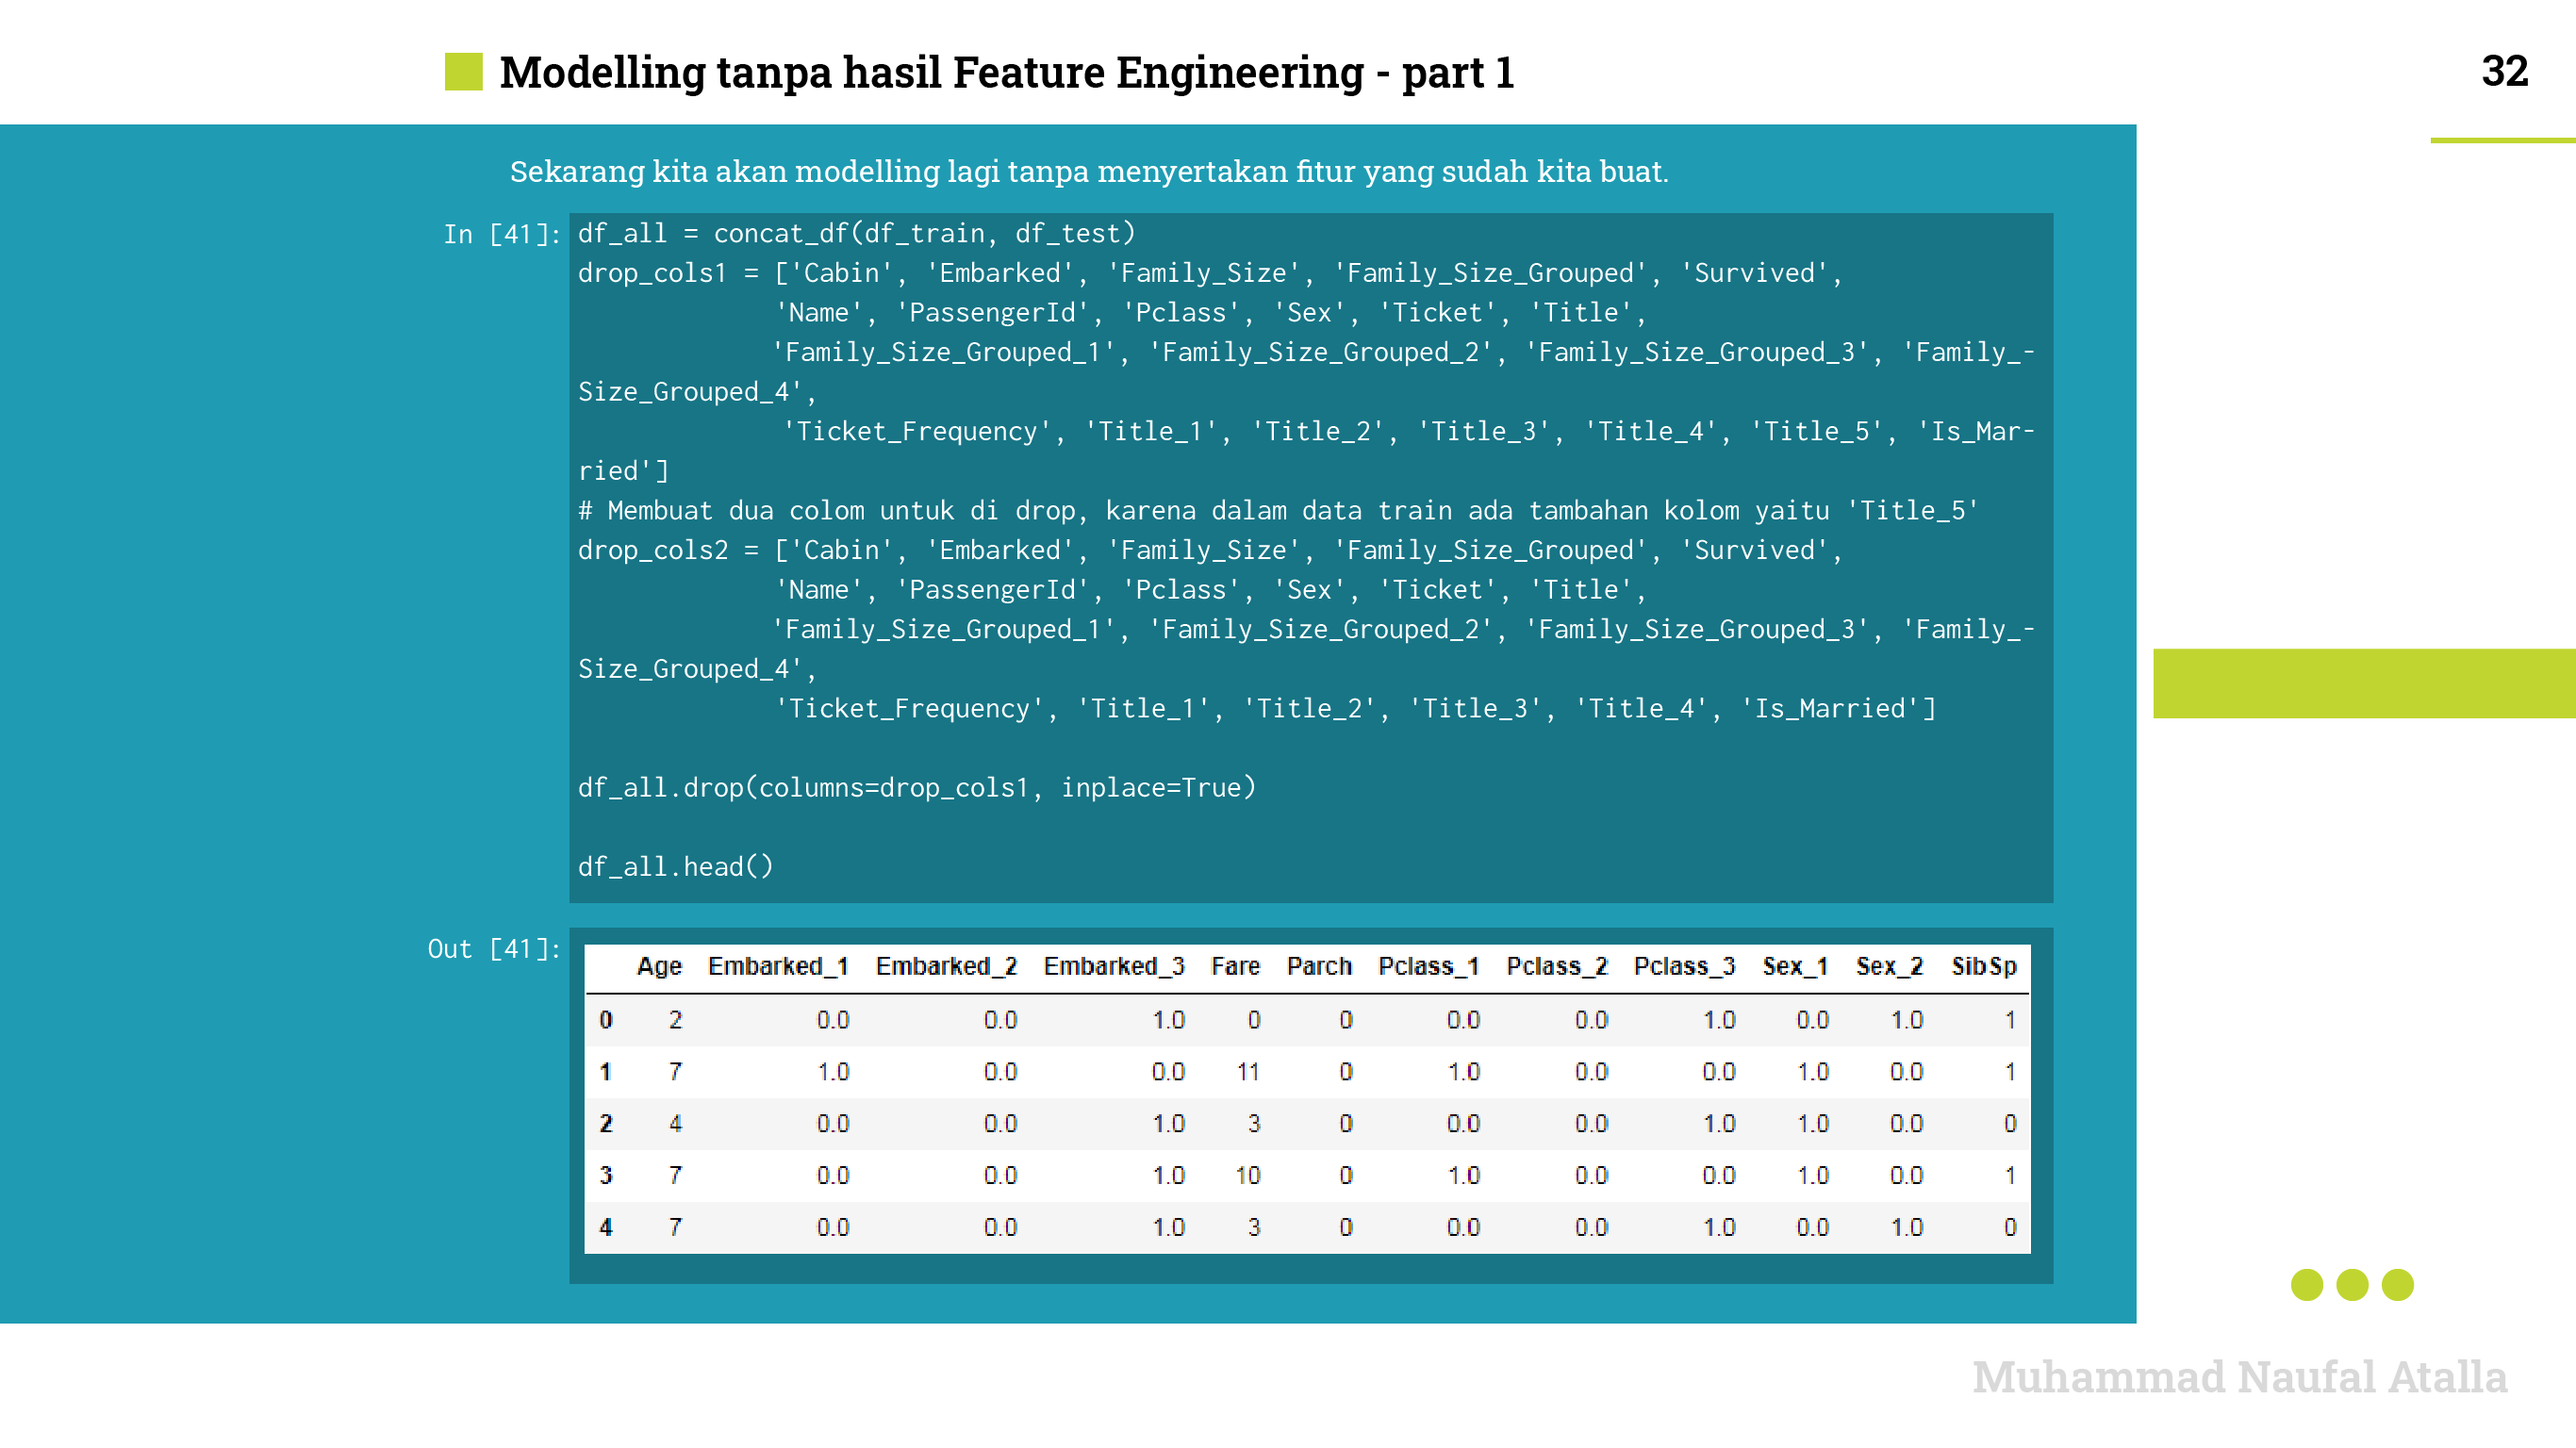 Modelling tanpa hasil Feature Engineering - part 1
32
Sekarang kita akan modelling lagi tanpa menyertakan fitur yang sudah kita buat.
In [41]:
df_all = concat_df(df_train, df_test)
drop_cols1 = ['Cabin', 'Embarked', 'Family_Size', 'Family_Size_Grouped', 'Survived',
'Name', 'PassengerId', 'Pclass', 'Sex', 'Ticket', 'Title',
'Family_Size_Grouped_1', 'Family_Size_Grouped_2', 'Family_Size_Grouped_3', 'Family_-
Size_Grouped_4',
'Ticket_Frequency', 'Title_1', 'Title_2', 'Title_3', 'Title_4', 'Title_5', 'Is_Mar-
ried']
# Membuat dua colom untuk di drop, karena dalam data train ada tambahan kolom yaitu 'Title_5'
drop_cols2 = ['Cabin', 'Embarked', 'Family_Size', 'Family_Size_Grouped', 'Survived',
'Name', 'PassengerId', 'Pclass', 'Sex', 'Ticket', 'Title',
'Family_Size_Grouped_1', 'Family_Size_Grouped_2', 'Family_Size_Grouped_3', 'Family_-
Size_Grouped_4',
'Ticket_Frequency', 'Title_1', 'Title_2', 'Title_3', 'Title_4', 'Is_Married']
df_all.drop(columns=drop_cols1, inplace=True)
df_all.head()
Out [41]:
Age Embarked_1 Embarked_2 Embarked_3 Fare Parch Pclass_1 Pclass_2 Pclass_3 Sex_1 Sex_2 SibSp
0 2 0.0 0.0 1.0 0 0 0.0 0.0 1.0 0.0 1.0 1
1 7 1.0 0.0 0.0 11 0 1.0 0.0 0.0 1.0 0.0 1
2 4 0.0 0.0 1.0 3 0 0.0 0.0 1.0 1.0 0.0 0
3 7 0.0 0.0 1.0 10 0 1.0 0.0 0.0 1.0 0.0 1
4 7 0.0 0.0 1.0 3 0 0.0 0.0 1.0 0.0 1.0 0
Muhammad Naufal Atalla